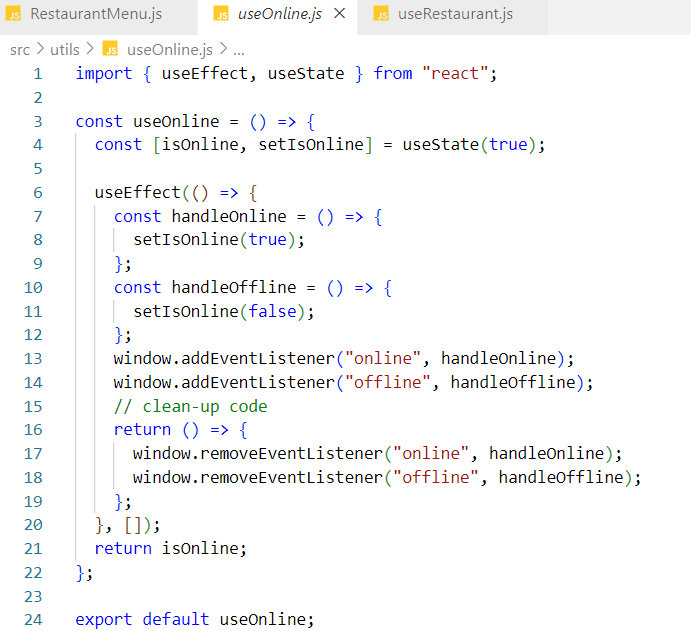 JS RestaurantMenu.js
JS useOnline.js ×
JS useRestaurant.js
src > utils > JS useOnline.js > ...
1 import { useEffect, useState } from "react";
2
3 const useOnline = () => {
4   const [isOnline, setIsOnline] = useState(true);
5
6   useEffect(() => {
7     const handleOnline = () => {
8       setIsOnline(true);
9     };
10     const handleOffline = () => {
11       setIsOnline(false);
12     };
13     window.addEventListener("online", handleOnline);
14     window.addEventListener("offline", handleOffline);
15     // clean-up code
16     return () => {
17       window.removeEventListener("online", handleOnline);
18       window.removeEventListener("offline", handleOffline);
19     };
20   }, []);
21   return isOnline;
22 };
23
24 export default useOnline;